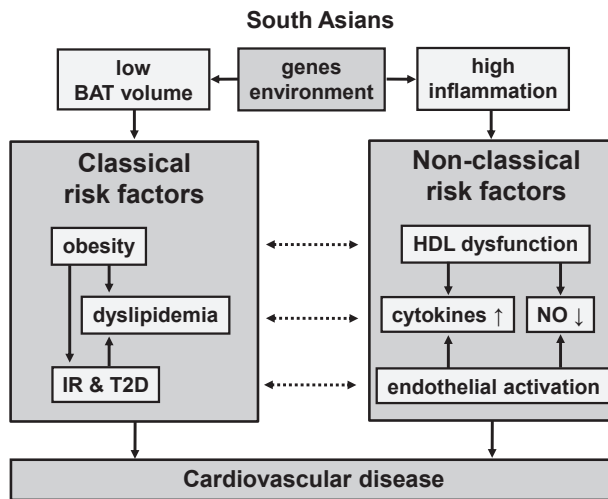 South Asians
low
BAT volume
genes
environment
high
inflammation
Classical
risk factors
obesity
dyslipidemia
IR & T2D
Non-classical
risk factors
HDL dysfunction
cytokines ↑
NO ↓
endothelial activation
Cardiovascular disease